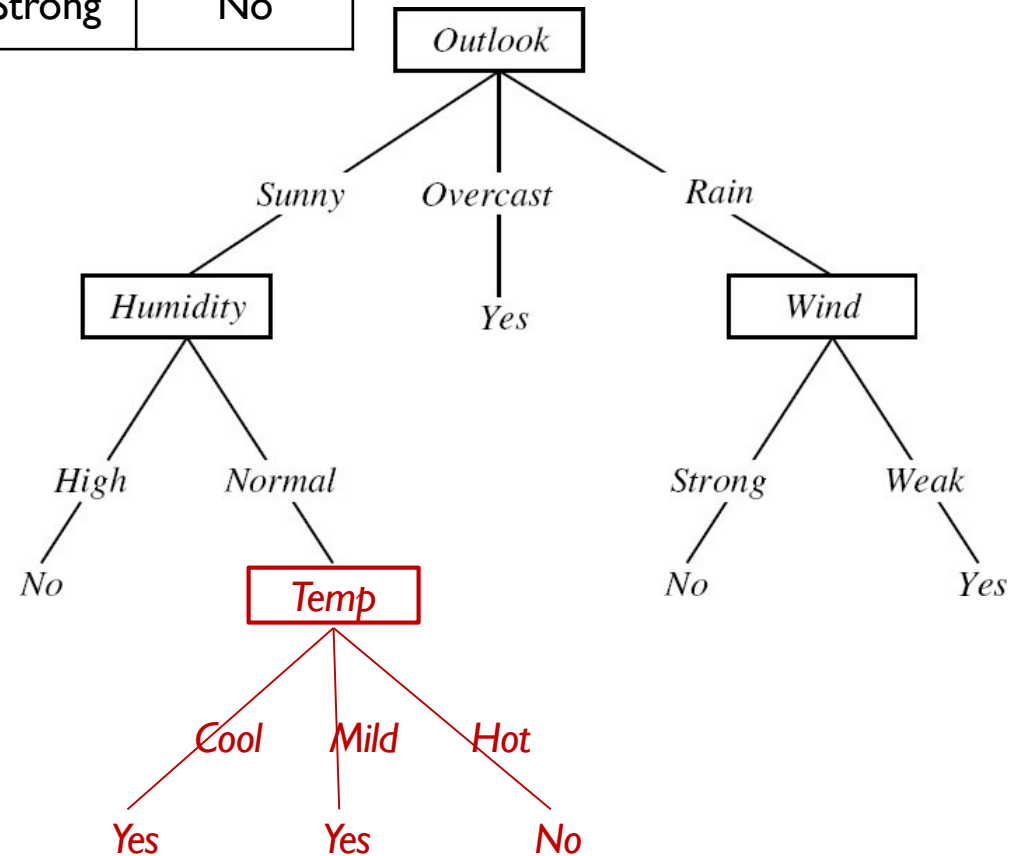 Strong No
Outlook
Sunny Overcast Rain
Humidity Yes Wind
High Normal Strong Weak
No Temp No Yes
Cool Mild Hot
Yes Yes No